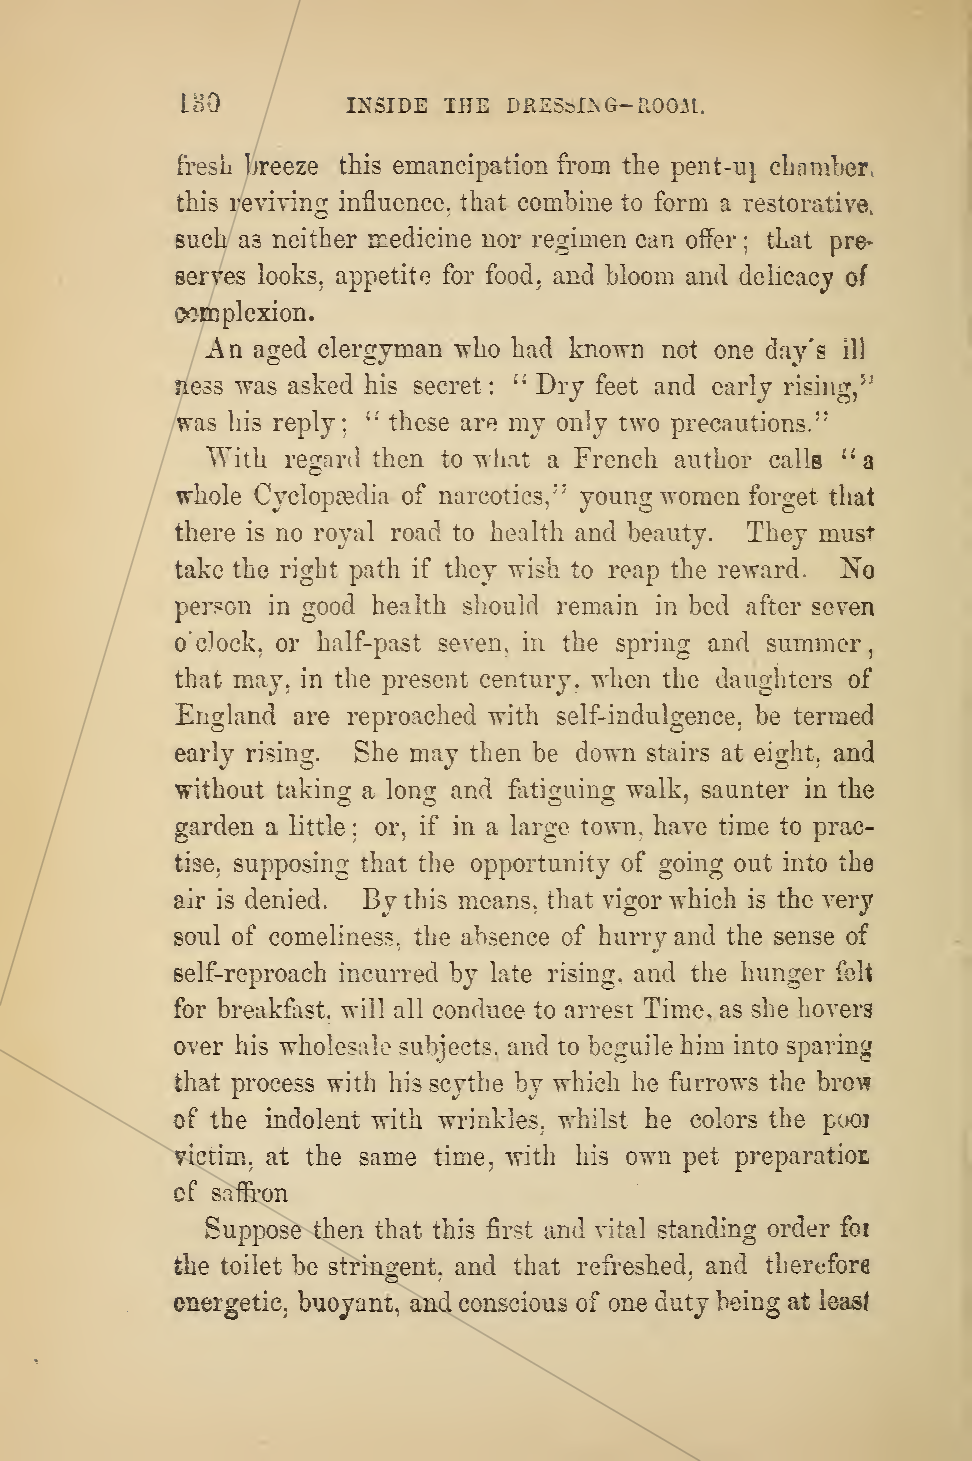 130 INSIDE THE DRESSING-ROOM.
fresh breeze this emancipation from the pent-up chamber,
this reviving influence, that combine to form a restorative,
such as neither medicine nor regimen can offer; that pre-
serves looks, appetite for food, and bloom and delicacy of
complexion.
An aged clergyman who had known not one day's ill
ness was asked his secret: "Dry feet and early rising,"
was his reply; "these are my only two precautions."
With regard then to what a French author calls "a
whole Cyclopædia of narcotics," young women forget that
there is no royal road to health and beauty. They must
take the right path if they wish to reap the reward. No
person in good health should remain in bed after seven
o'clock, or half-past seven, in the spring and summer,
that may, in the present century, when the daughters of
England are reproached with self-indulgence, be termed
early rising. She may then be down stairs at eight, and
without taking a long and fatiguing walk, saunter in the
garden a little; or, if in a large town, have time to prac-
tise, supposing that the opportunity of going out into the
air is denied. By this means, that vigor which is the very
soul of comeliness, the absence of hurry and the sense of
self-reproach incurred by late rising, and the hunger felt
for breakfast, will all conduce to arrest Time, as she hovers
over his wholesale subjects, and to beguile him into sparing
that process with his scythe by which he furrows the brow
of the indolent with wrinkles, whilst he colors the poor
victim, at the same time, with his own pet preparation
of saffron
Suppose then that this first and vital standing order for
the toilet be stringent, and that refreshed, and therefore
energetic, buoyant, and conscious of one duty being at least